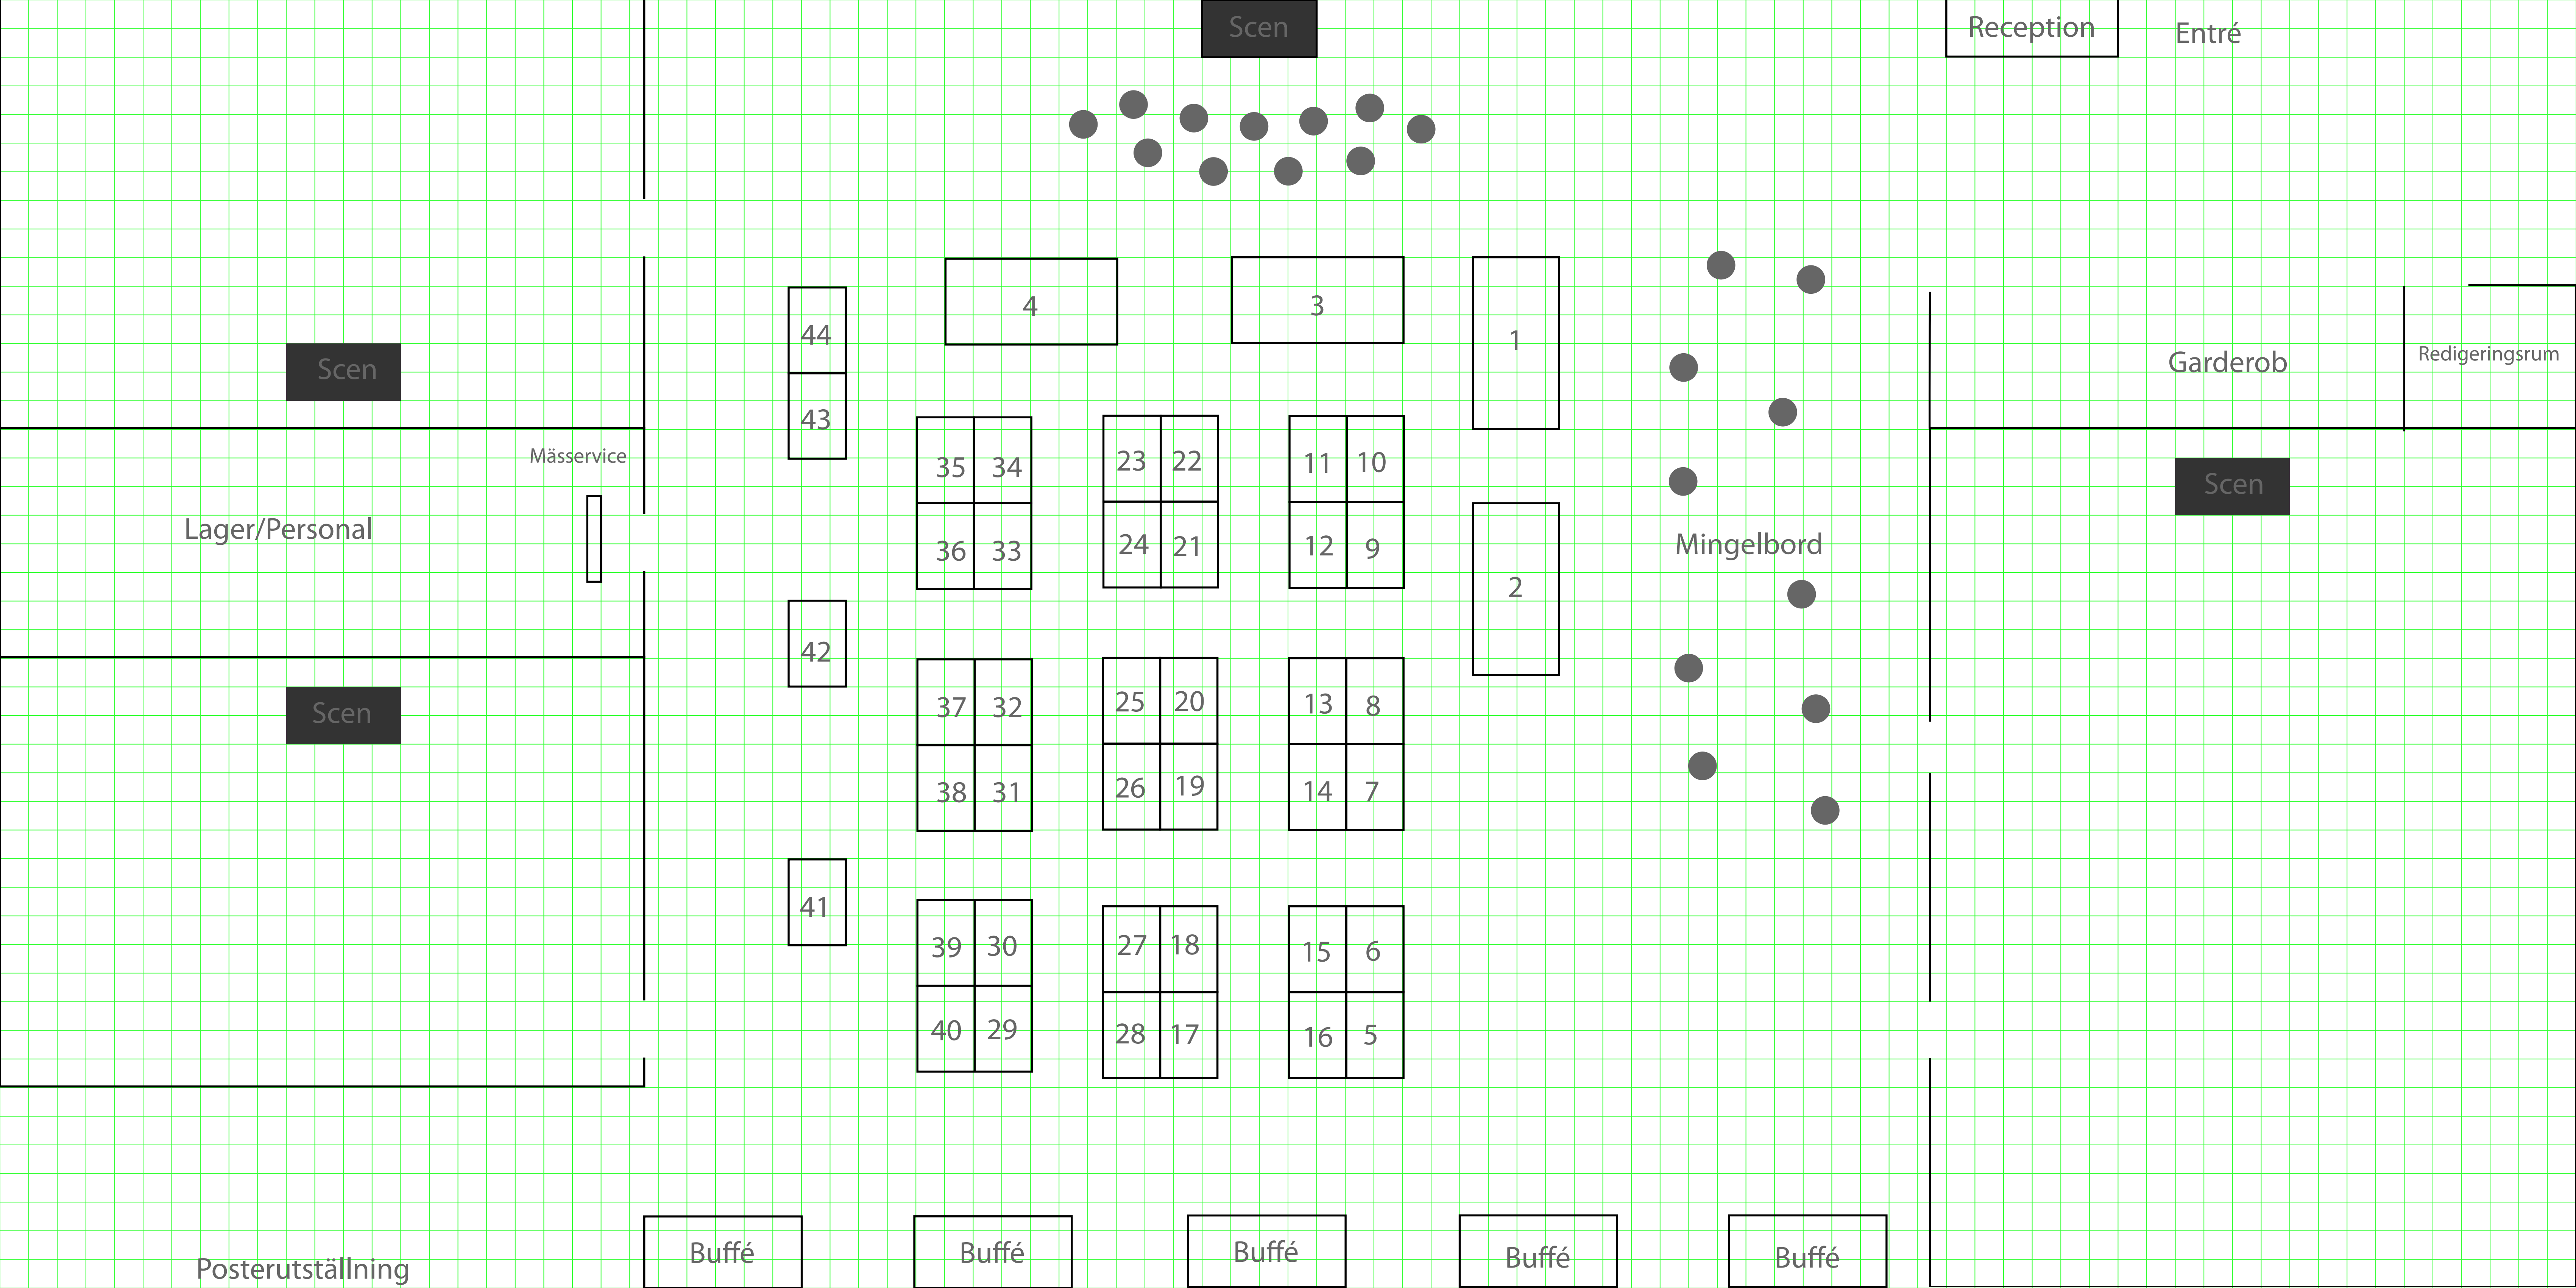 Scen
Reception
Entré
4
3
1
44
43
Scen
Garderob
Redigeringsrum
Mässervice
Lager/Personal
35 34
36 33
23 22
24 21
11 10
12 9
Scen
Mingelbord
2
42
Scen
37 32
38 31
25 20
26 19
13 8
14 7
41
39 30
40 29
27 18
28 17
15 6
16 5
Posterutställning
Buffé
Buffé
Buffé
Buffé
Buffé